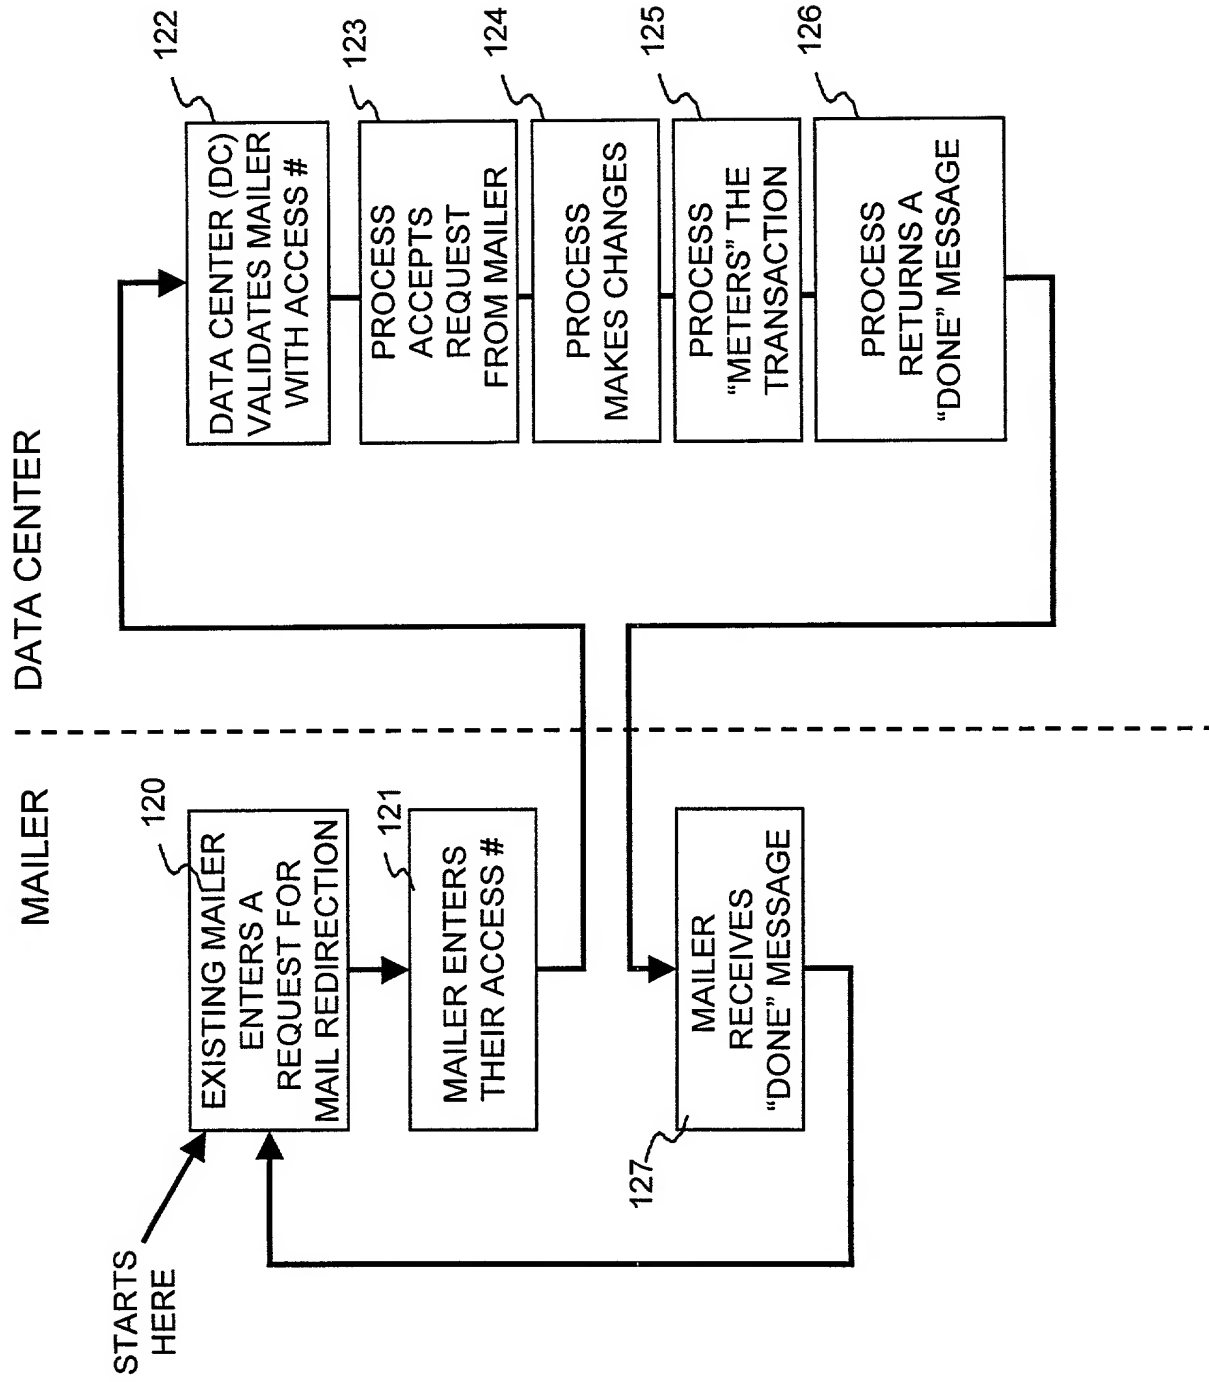 MAILER
DATA CENTER
STARTS
HERE
120
EXISTING MAILER
ENTERS A
REQUEST FOR
MAIL REDIRECTION
121
MAILER ENTERS
THEIR ACCESS #
122
DATA CENTER (DC)
VALIDATES MAILER
WITH ACCESS #
123
PROCESS
ACCEPTS
REQUEST
FROM MAILER
124
PROCESS
MAKES CHANGES
125
PROCESS
“METERS” THE
TRANSACTION
126
PROCESS
RETURNS A
“DONE” MESSAGE
127
MAILER
RECEIVES
“DONE” MESSAGE